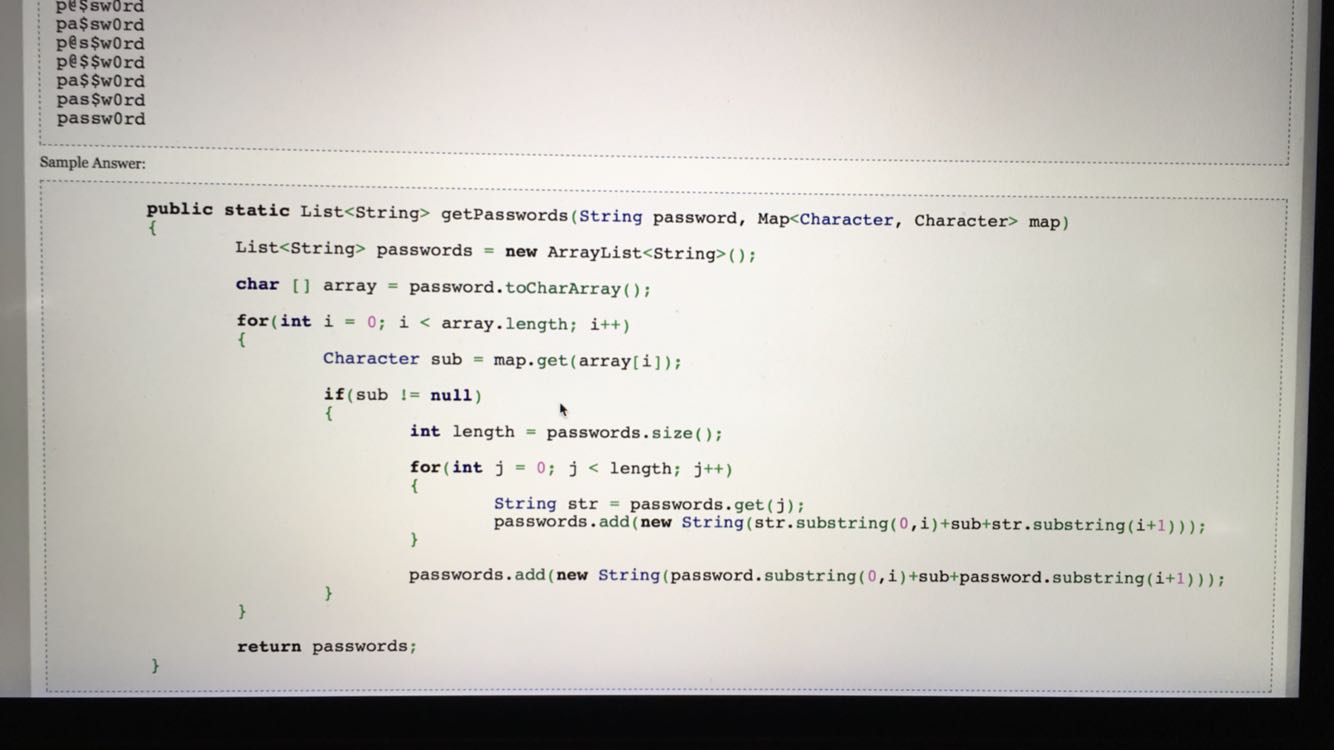 p@$sw0rd
pa$sw0rd
p@s$w0rd
p@$$w0rd
pa$$w0rd
pas$w0rd
passw0rd
Sample Answer:
public static List<String> getPasswords(String password, Map<Character, Character> map)
{
List<String> passwords = new ArrayList<String>();
char [] array = password.toCharArray();
for(int i = 0; i < array.length; i++)
{
Character sub = map.get(array[i]);
if(sub != null)
{
int length = passwords.size();
for(int j = 0; j < length; j++)
{
String str = passwords.get(j);
passwords.add(new String(str.substring(0,i)+sub+str.substring(i+1)));
}
passwords.add(new String(password.substring(0,i)+sub+password.substring(i+1)));
}
}
return passwords;
}